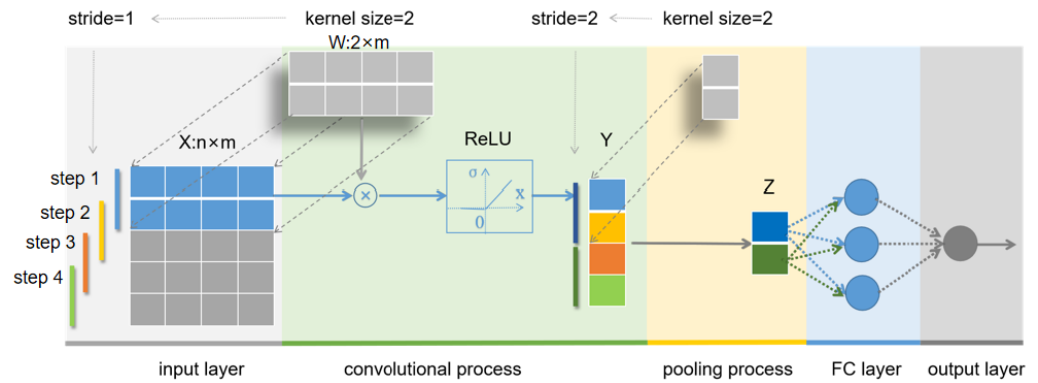 stride=1
kernel size=2
stride=2
kernel size=2
W:2×m
X:n×m
ReLU
Y
σ
x
0
Z
step 1
step 2
step 3
step 4
input layer
convolutional process
pooling process
FC layer
output layer